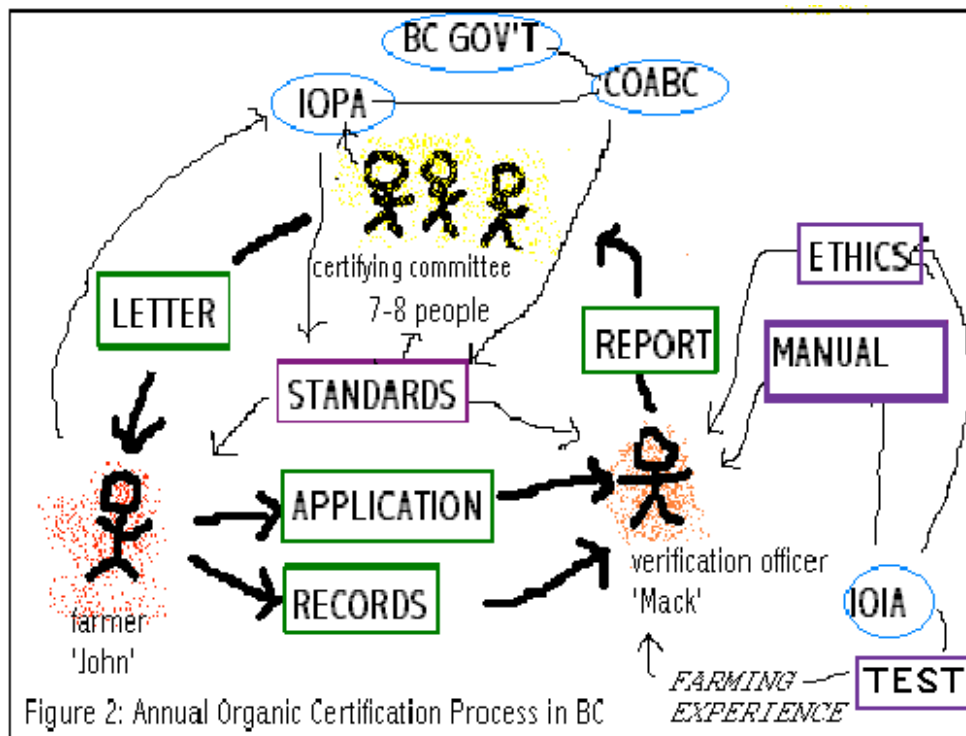 BC GOV'T
COABC
IOPA
certifying committee
7-8 people
LETTER
REPORT
ETHICS
MANUAL
STANDARDS
APPLICATION
RECORDS
farmer
'John'
verification officer
'Mack'
IOIA
TEST
FARMING
EXPERIENCE
Figure 2: Annual Organic Certification Process in BC